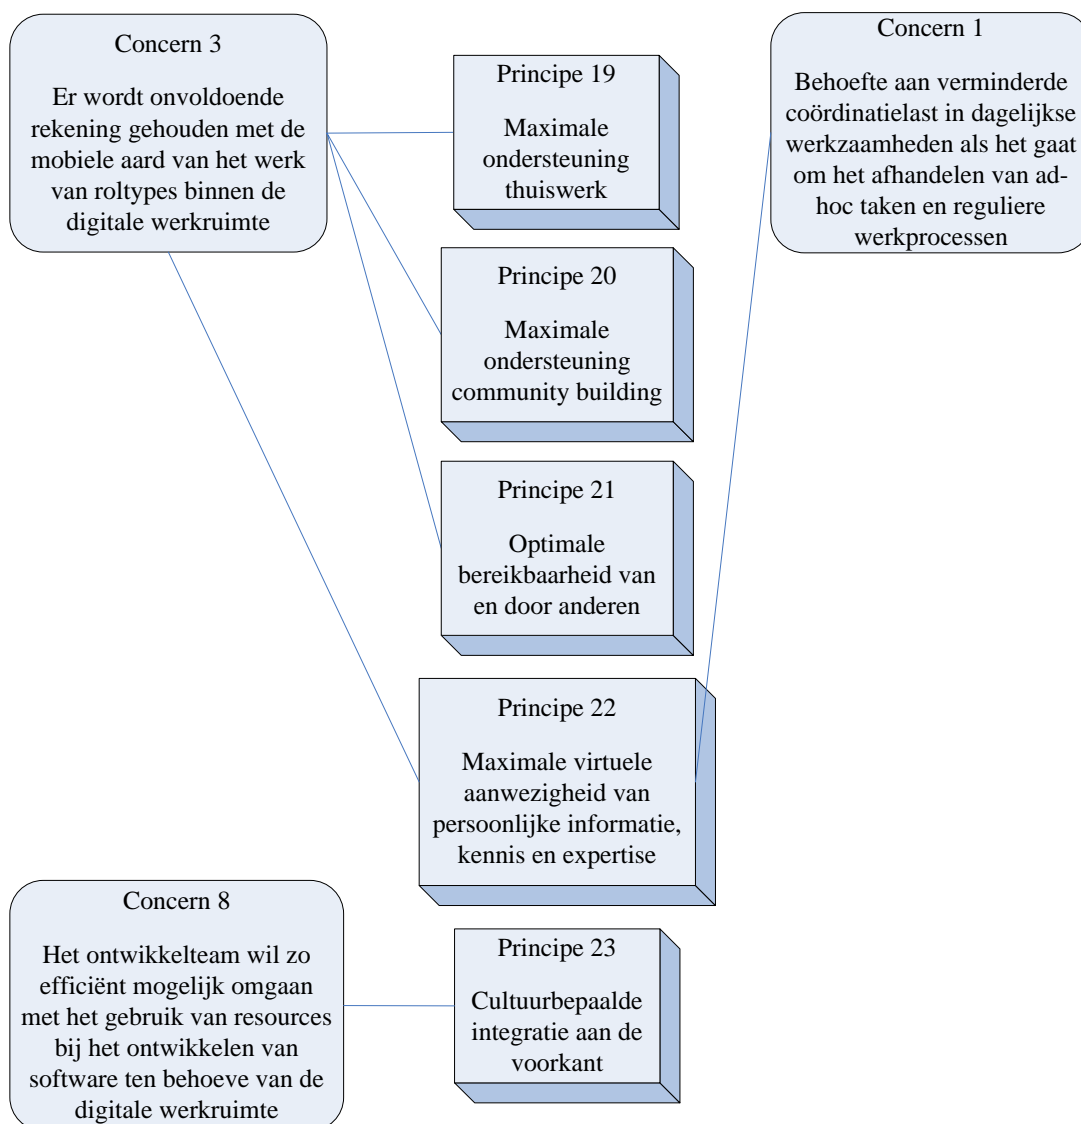 Concern 3
Er wordt onvoldoende
rekening gehouden met de
mobiele aard van het werk
van roltypes binnen de
digitale werkruimte
Principe 19
Maximale
ondersteuning
thuiswerk
Concern 1
Behoefte aan verminderde
coördinatielast in dagelijkse
werkzaamheden als het gaat
om het afhandelen van ad-
hoc taken en reguliere
werkprocessen
Principe 20
Maximale
ondersteuning
community building
Principe 21
Optimale
bereikbaarheid van
en door anderen
Principe 22
Maximale virtuele
aanwezigheid van
persoonlijke informatie,
kennis en expertise
Concern 8
Het ontwikkelteam wil zo
efficiënt mogelijk omgaan
met het gebruik van resources
bij het ontwikkelen van
software ten behoeve van de
digitale werkruimte
Principe 23
Cultuurbepaalde
integratie aan de
voorkant